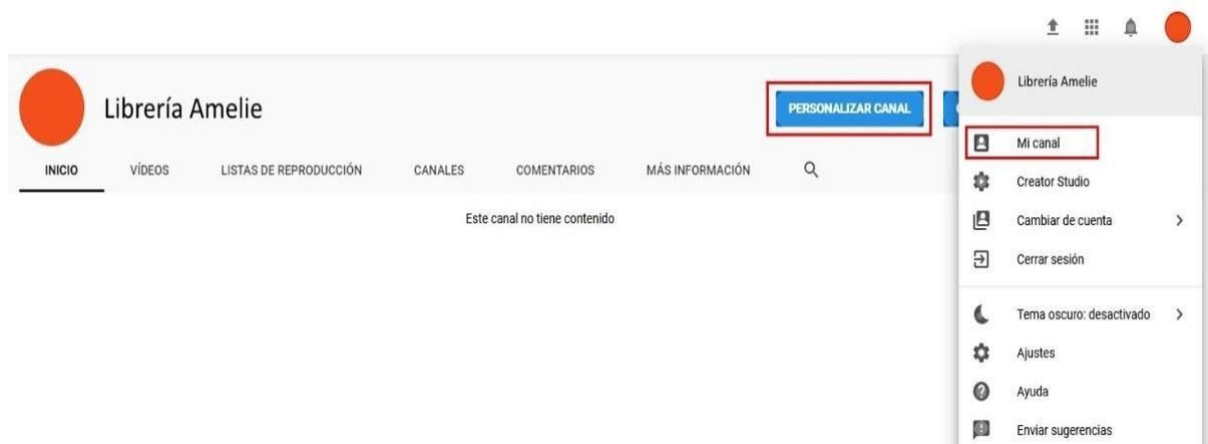 Librería Amelie
PERSONALIZAR CANAL
INICIO VÍDEOS LISTAS DE REPRODUCCIÓN CANALES COMENTARIOS MÁS INFORMACIÓN
Este canal no tiene contenido
Librería Amelie
Mi canal
Creator Studio
Cambiar de cuenta
Cerrar sesión
Tema oscuro: desactivado
Ajustes
Ayuda
Enviar sugerencias